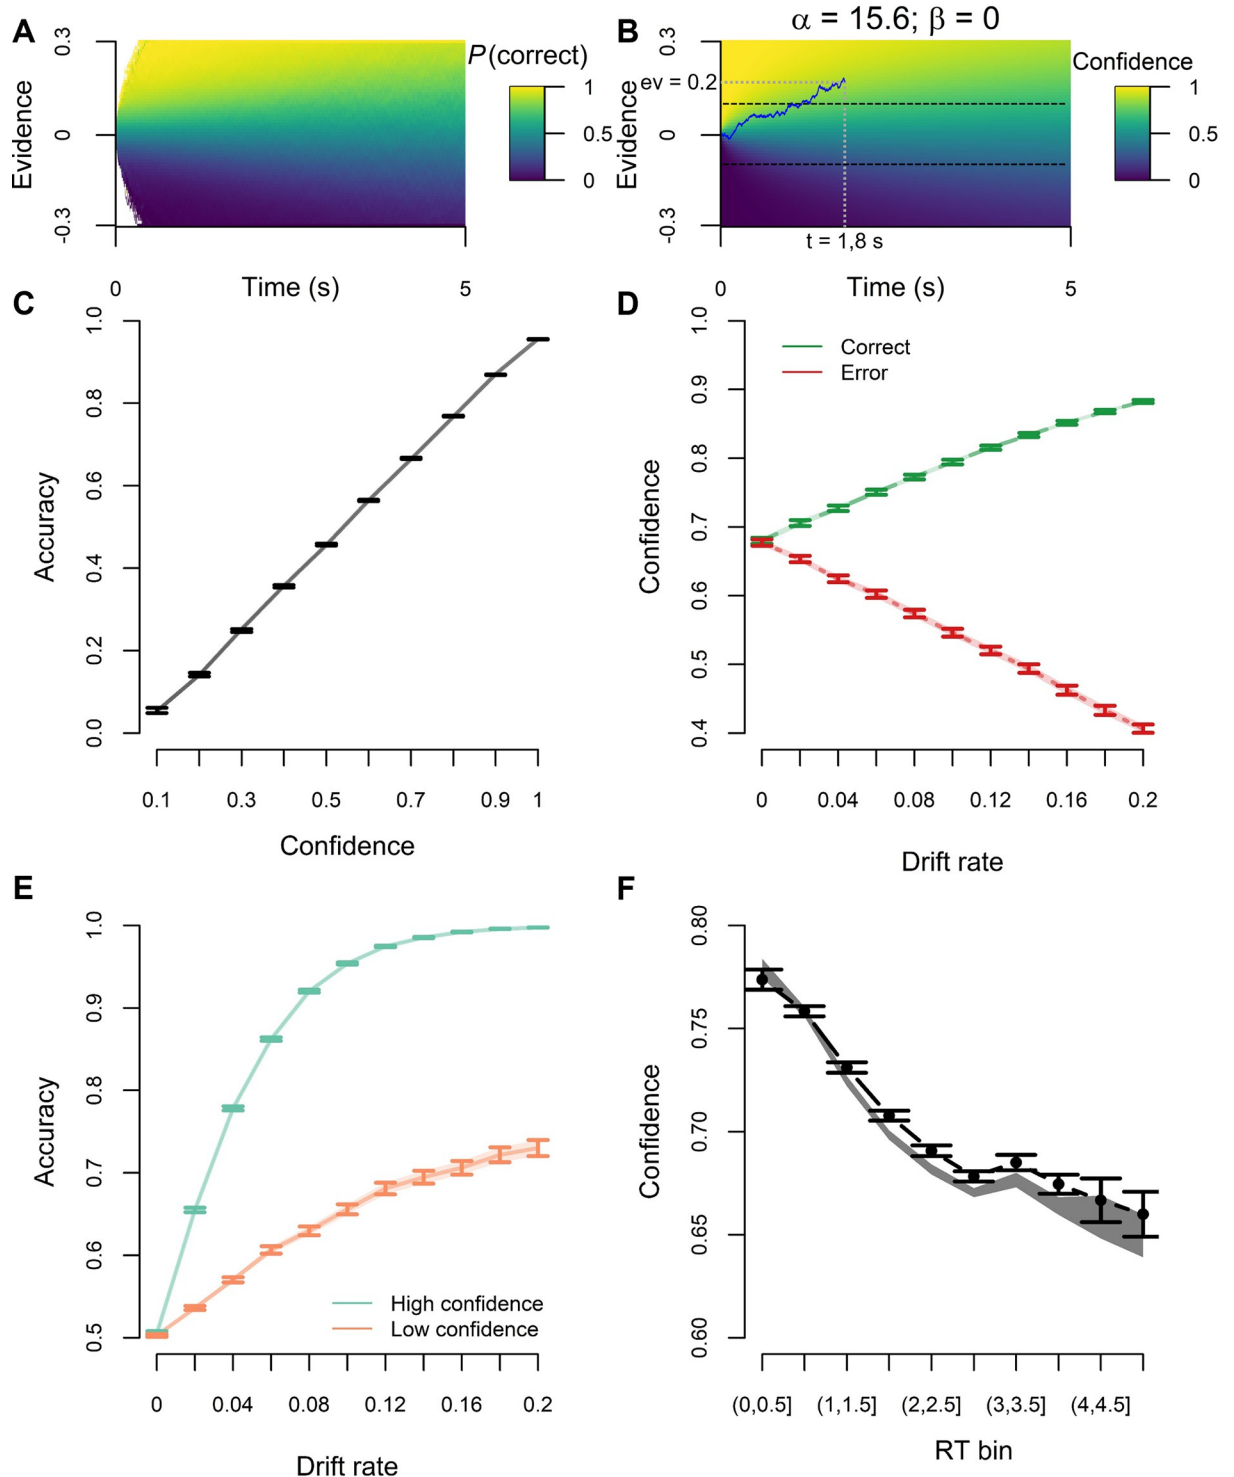 A
0.3
0
-0.3
Evidence
P(correct)
1
0.5
0
0
5
Time (s)
B
α = 15.6; β = 0
0.3
0
-0.3
Evidence
ev = 0.2
t = 1,8 s
Confidence
1
0.5
0
0
5
Time (s)
C
1.0
0.8
0.6
0.4
0.2
0.0
Accuracy
0.1
0.3
0.5
0.7
0.9
1
Confidence
D
1.0
0.9
0.8
0.7
0.6
0.5
0.4
Confidence
Correct
Error
0
0.04
0.08
0.12
0.16
0.2
Drift rate
E
1.0
0.9
0.8
0.7
0.6
0.5
Accuracy
High confidence
Low confidence
0
0.04
0.08
0.12
0.16
0.2
Drift rate
F
0.80
0.75
0.70
0.65
0.60
Confidence
(0,0.5]
(1,1.5]
(2,2.5]
(3,3.5]
(4,4.5]
RT bin